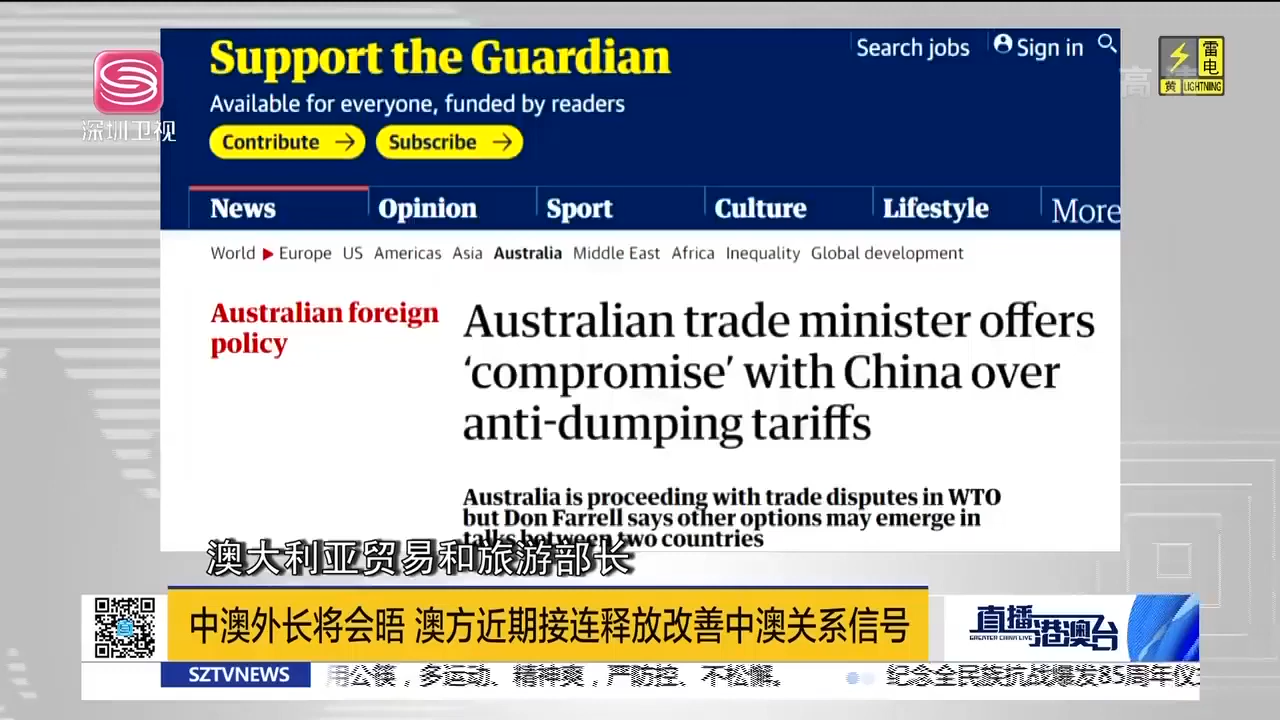 Support the Guardian
Available for everyone, funded by readers
Contribute →
Subscribe →
Search jobs
Sign in
News
Opinion
Sport
Culture
Lifestyle
More
World
Europe US Americas Asia Australia Middle East Africa Inequality Global development
Australian foreign
policy
Australian trade minister offers
‘compromise’ with China over
anti-dumping tariffs
Australia is proceeding with trade disputes in WTO
but Don Farrell says other options may emerge in
talks between two countries
深圳卫视
高清
雷电
黄 LIGHTNING
澳大利亚贸易和旅游部长
中澳外长将会晤 澳方近期接连释放改善中澳关系信号
直播港澳台
GREATER CHINA LIVE
SZTVNEWS
用公筷，多运动、精神爽，严防控、不松懈。
纪念全民族抗战爆发85周年仪